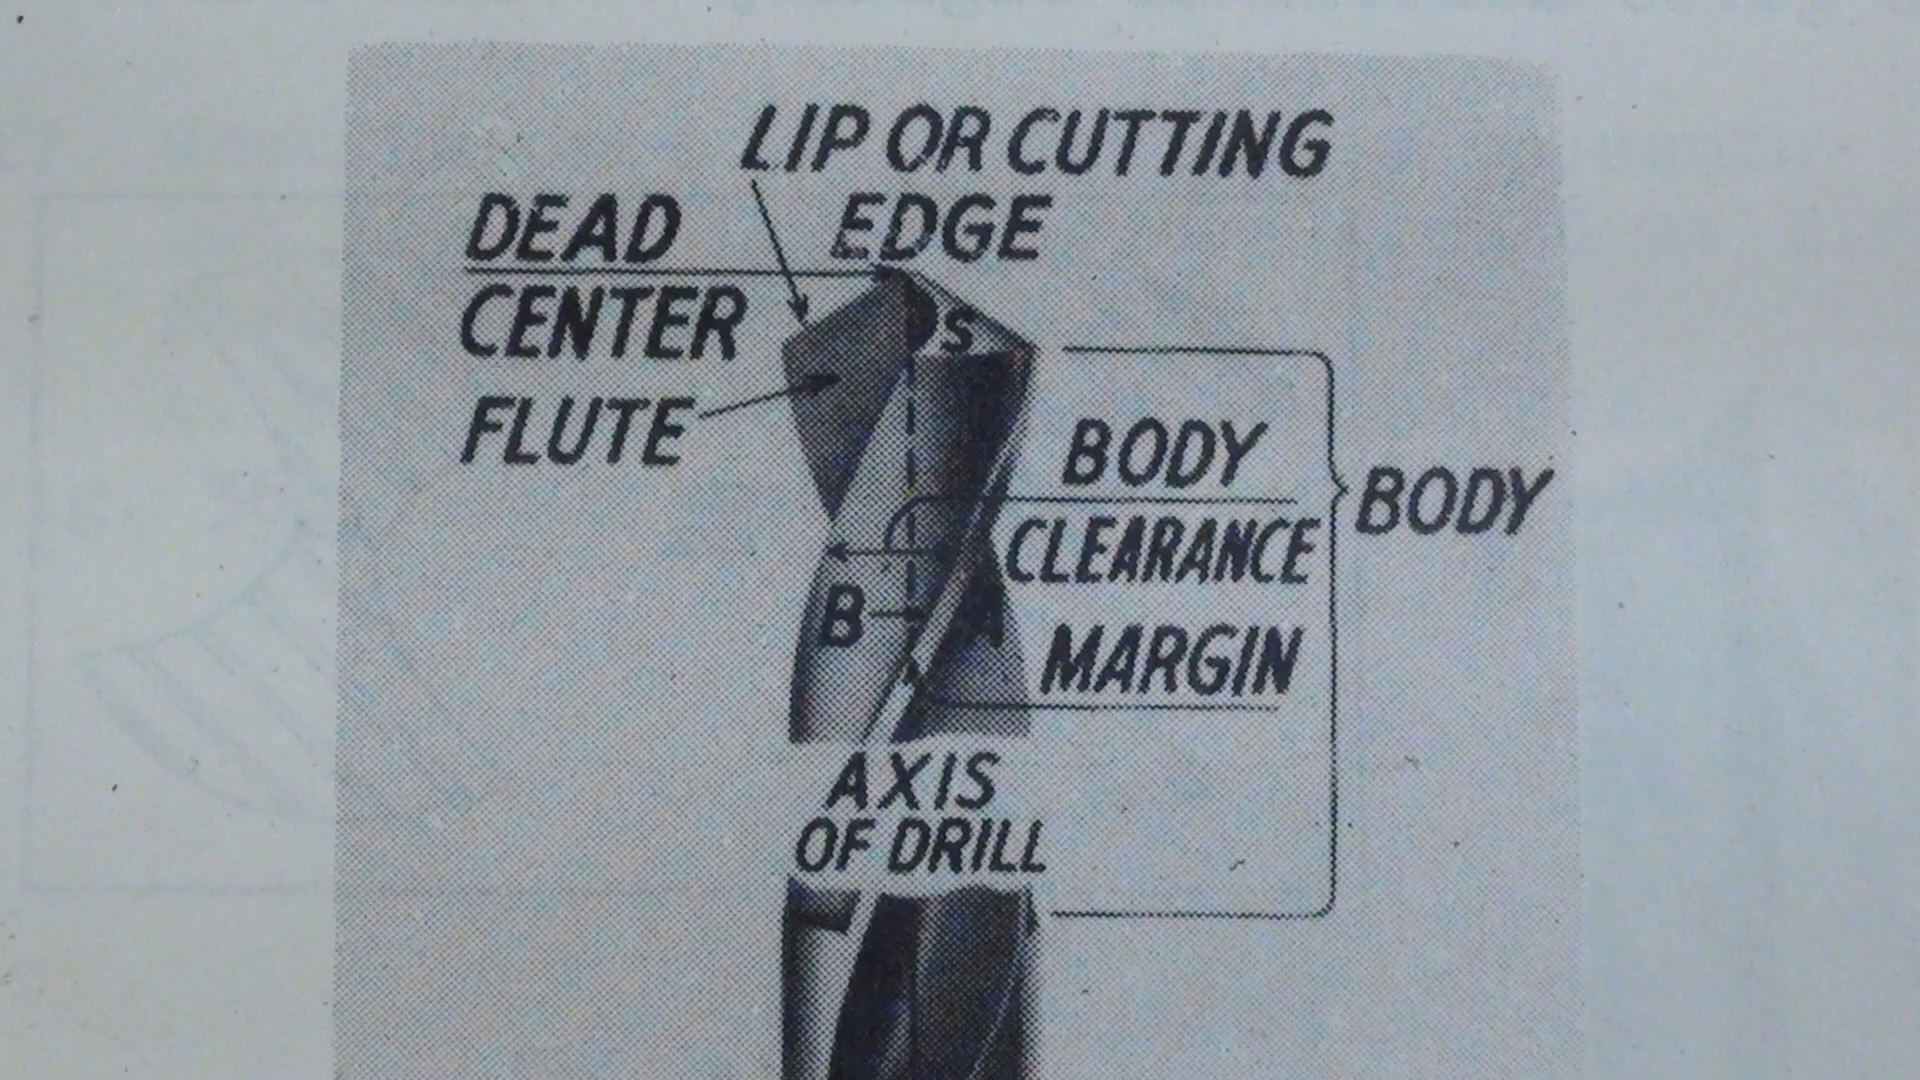 LIP OR CUTTING
EDGE
DEAD
CENTER
FLUTE
S
BODY
CLEARANCE
BODY
B
MARGIN
AXIS
OF DRILL